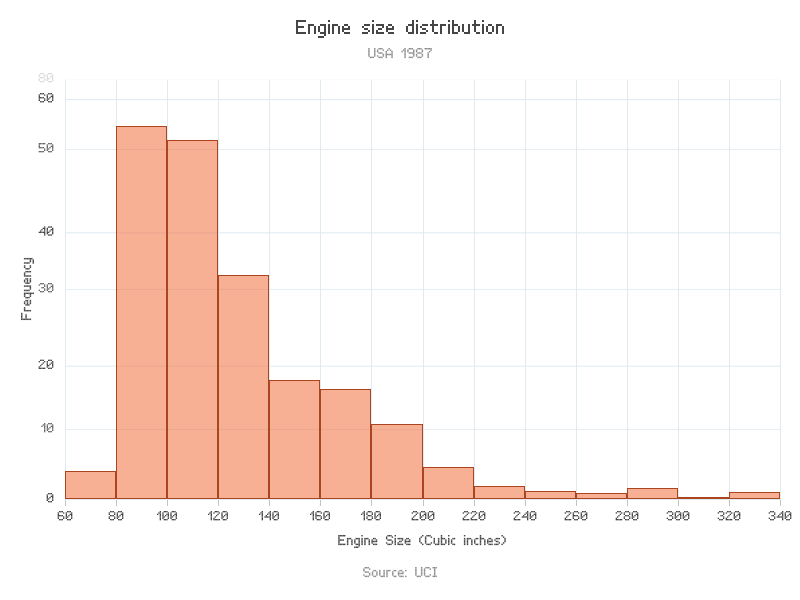 Engine size distribution
USA 1987
80
60
50
40
30
20
10
0
Frequency
60 80 100 120 140 160 180 200 220 240 260 280 300 320 340
Engine Size (Cubic inches)
Source: UCI